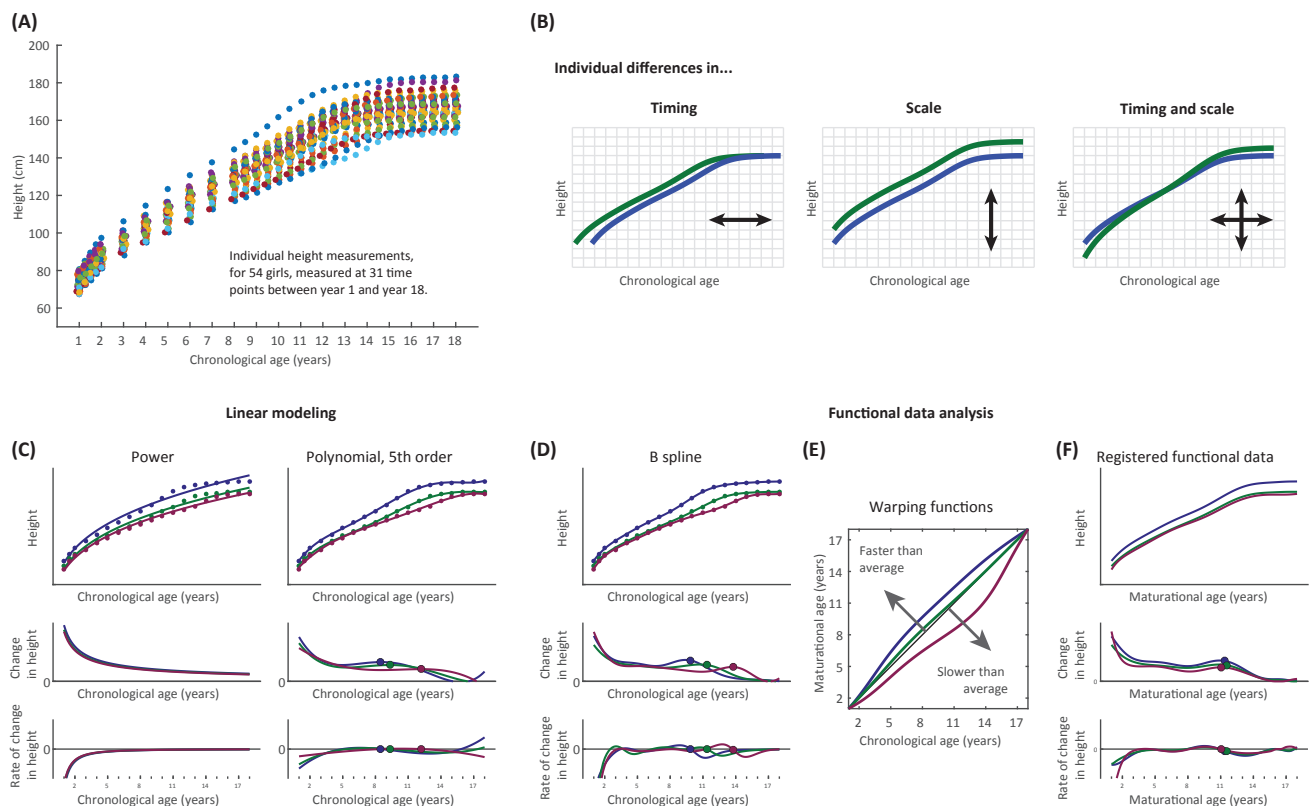 (A)
200
180
160
140
120
100
80
60
Height (cm)
Individual height measurements,
for 54 girls, measured at 31 time
points between year 1 and year 18.
1 2 3 4 5 6 7 8 9 10 11 12 13 14 15 16 17 18
Chronological age (years)
(B)
Individual differences in...
Timing
Height
Chronological age
Scale
Height
Chronological age
Timing and scale
Height
Chronological age
Linear modeling
Functional data analysis
(C)
Power
Height
Chronological age (years)
Change
in height
0
Chronological age (years)
Rate of change
in height
0
2 5 8 11 14 17
Chronological age (years)
Polynomial, 5th order
Chronological age (years)
0
Chronological age (years)
0
2 5 8 11 14 17
Chronological age (years)
(D)
B spline
Height
Chronological age (years)
Change
in height
0
Chronological age (years)
Rate of change
in height
0
2 5 8 11 14 17
Chronological age (years)
(E)
Warping functions
Maturational age (years)
17
14
11
8
5
2
Faster than
average
Slower than
average
2 5 8 11 14 17
Chronological age (years)
(F)
Registered functional data
Height
Maturational age (years)
Change
in height
0
Maturational age (years)
Rate of change
in height
0
2 5 8 11 14 17
Maturational age (years)